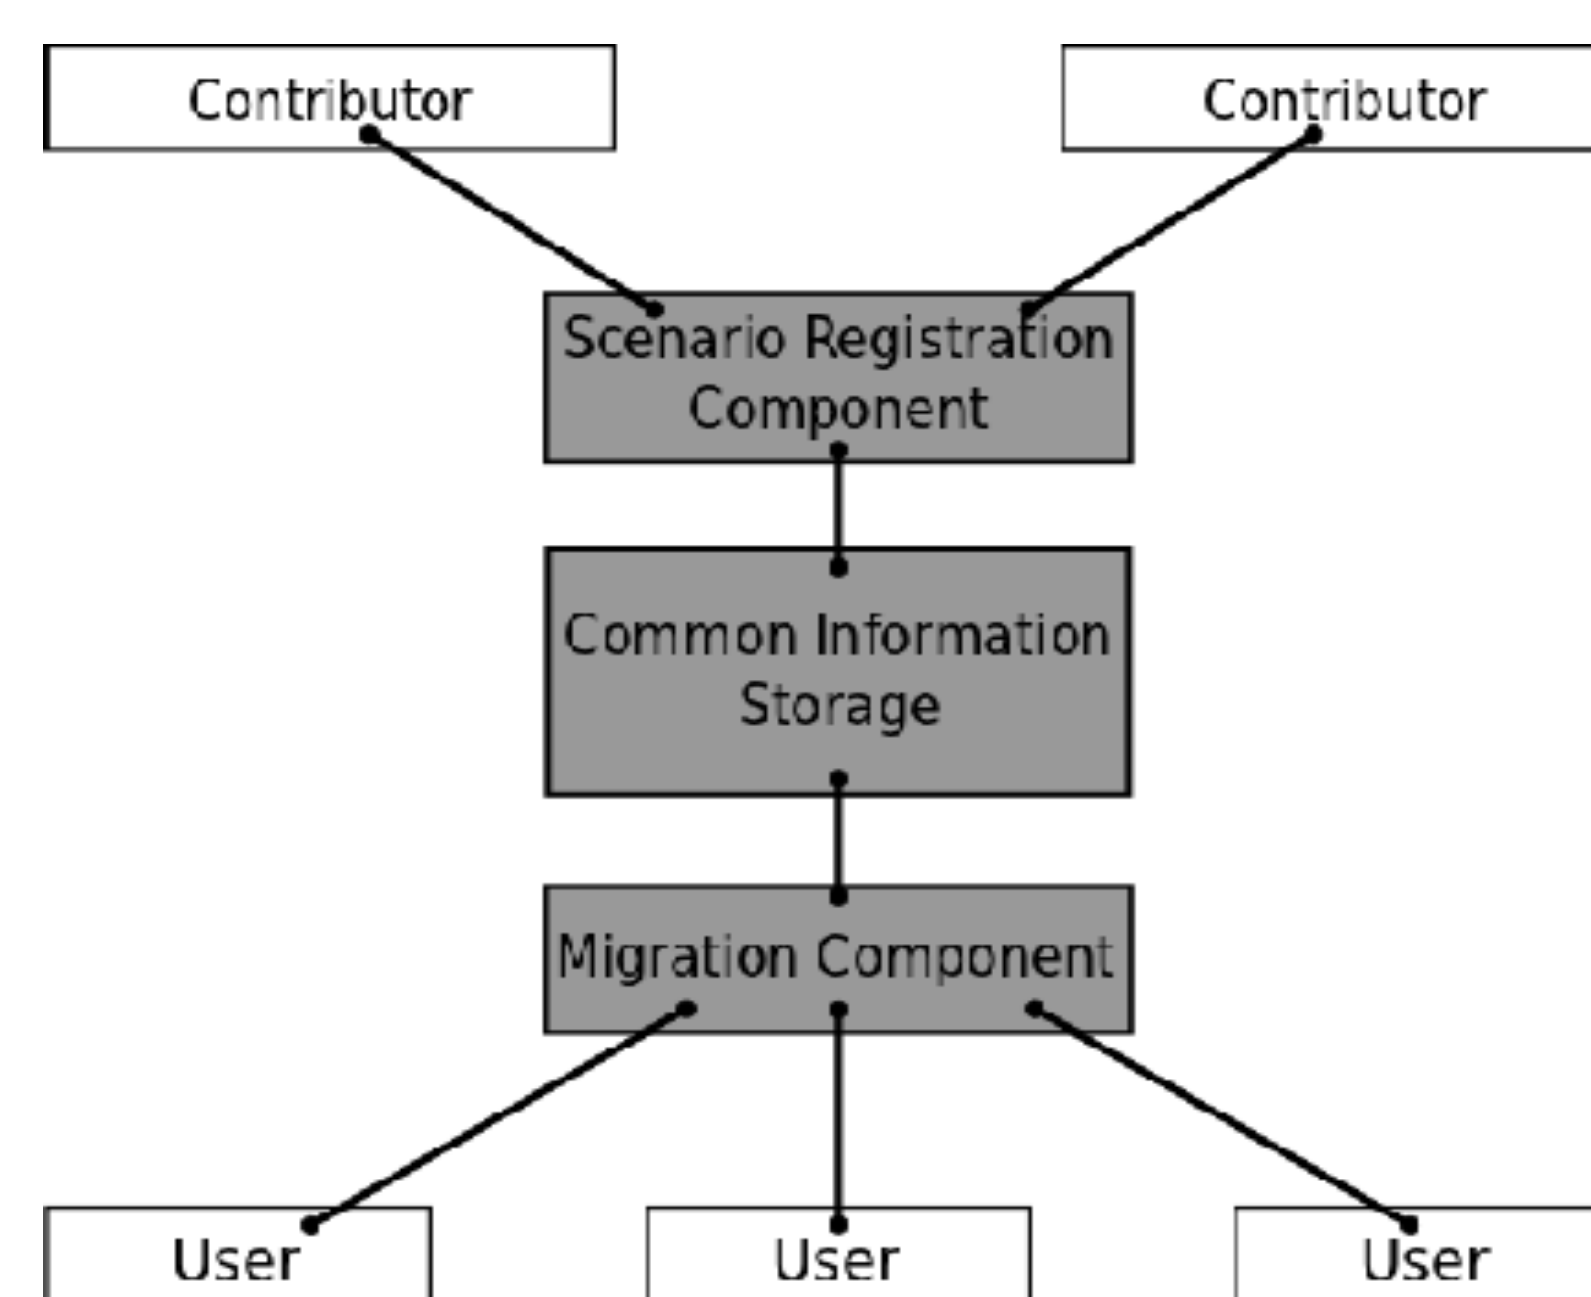 Contributor
Contributor
Scenario Registration
Component
Common Information
Storage
Migration Component
User
User
User